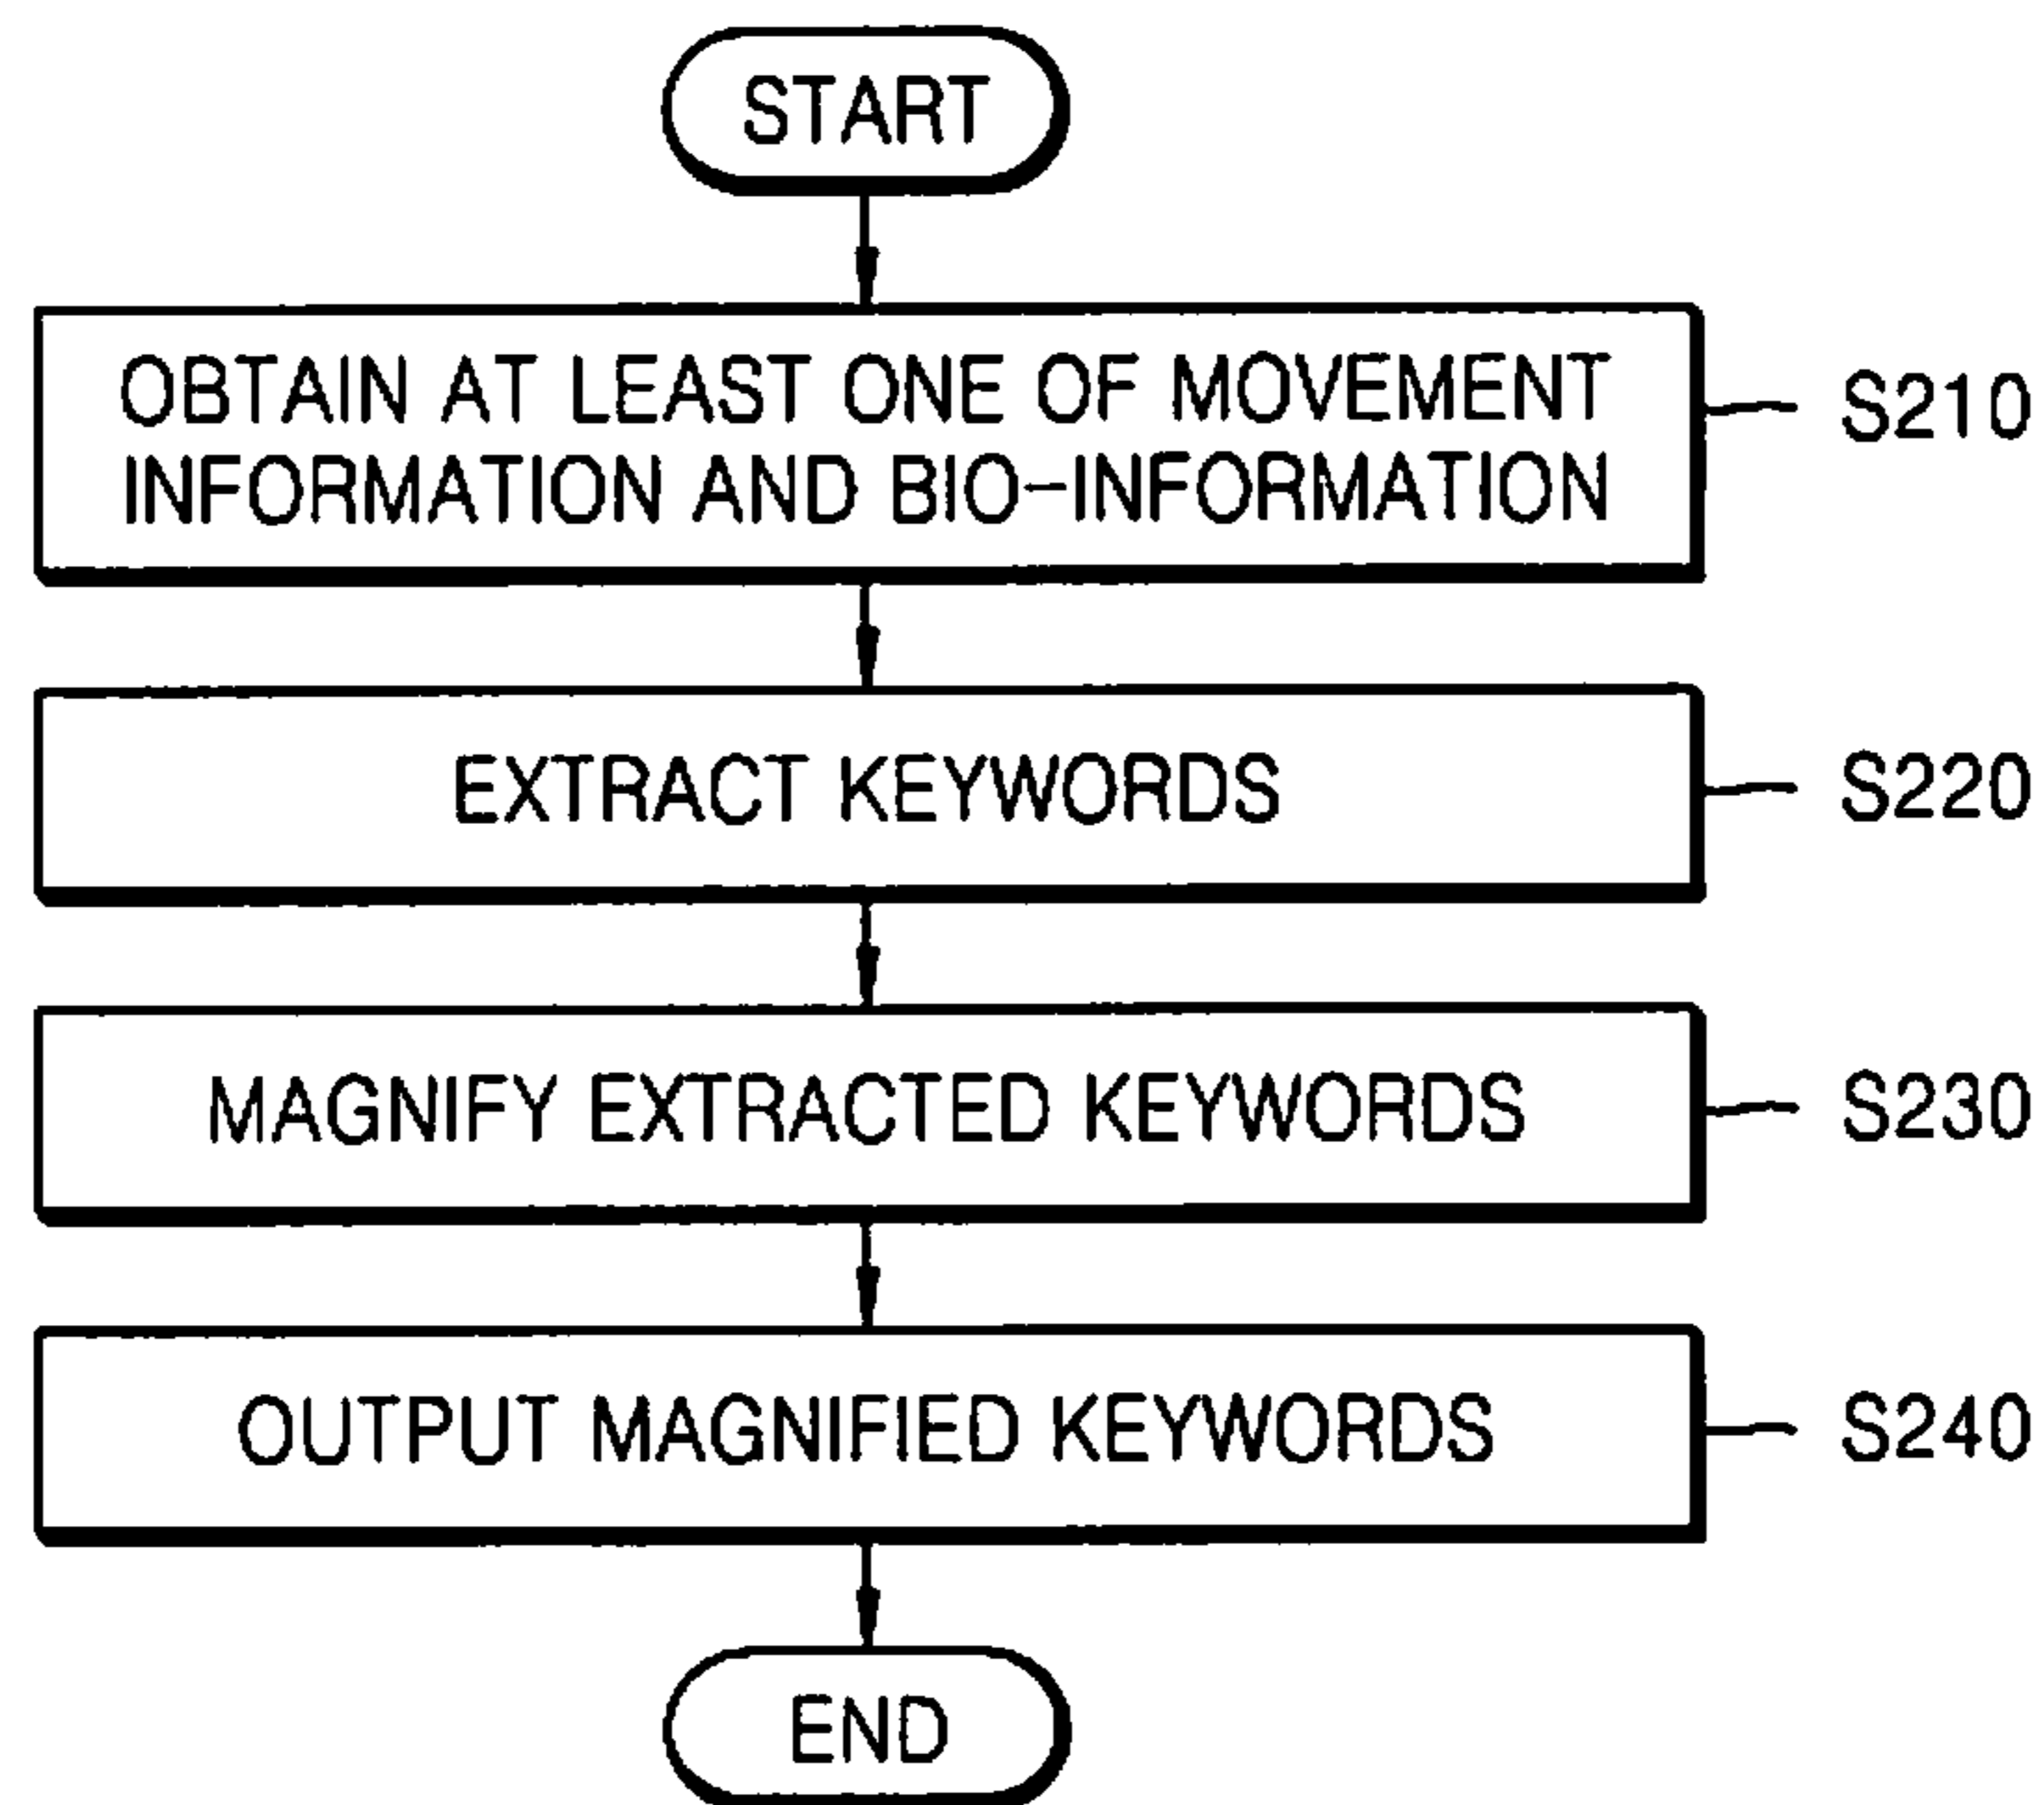 START
OBTAIN AT LEAST ONE OF MOVEMENT
INFORMATION AND BIO-INFORMATION
S210
EXTRACT KEYWORDS
S220
MAGNIFY EXTRACTED KEYWORDS
S230
OUTPUT MAGNIFIED KEYWORDS
S240
END